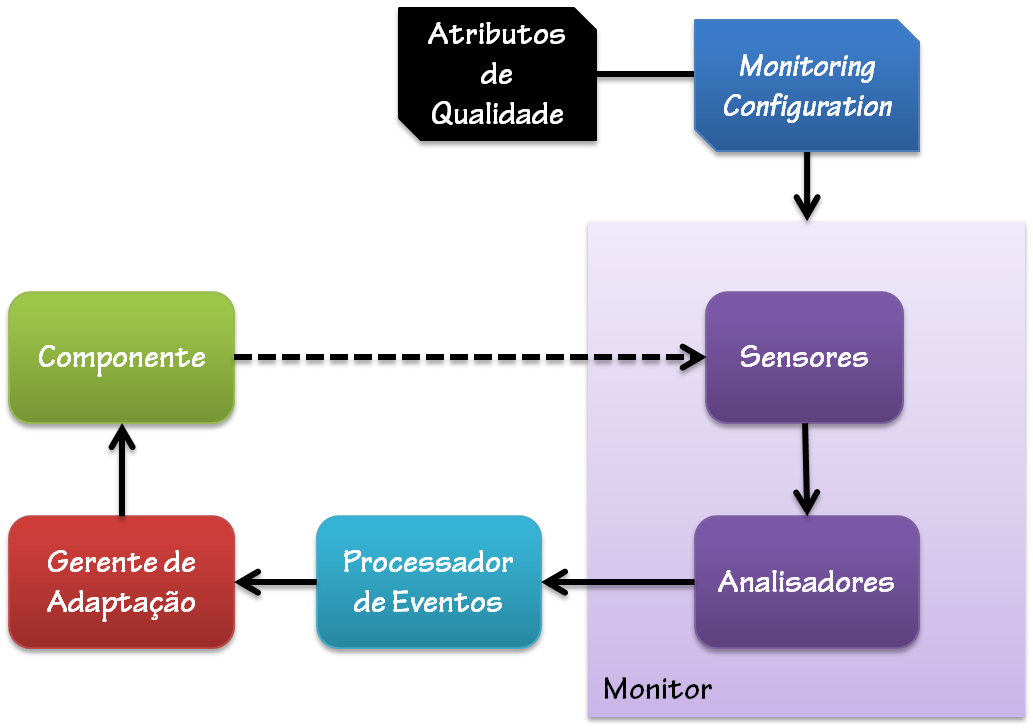 Atributos
de
Qualidade
Monitoring
Configuration
Componente
Sensores
Gerente de
Adaptação
Processador
de Eventos
Analisadores
Monitor